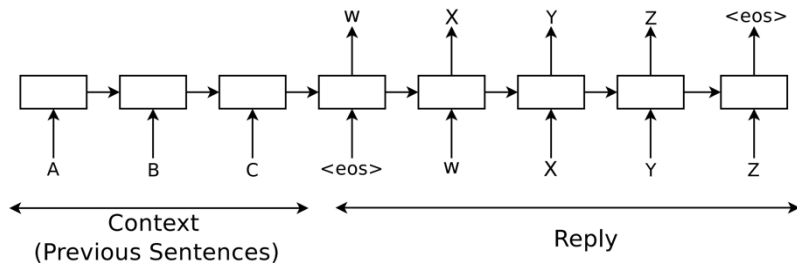 w X Y Z <eos>
A B C <eos> w X Y Z
Context
(Previous Sentences)
Reply